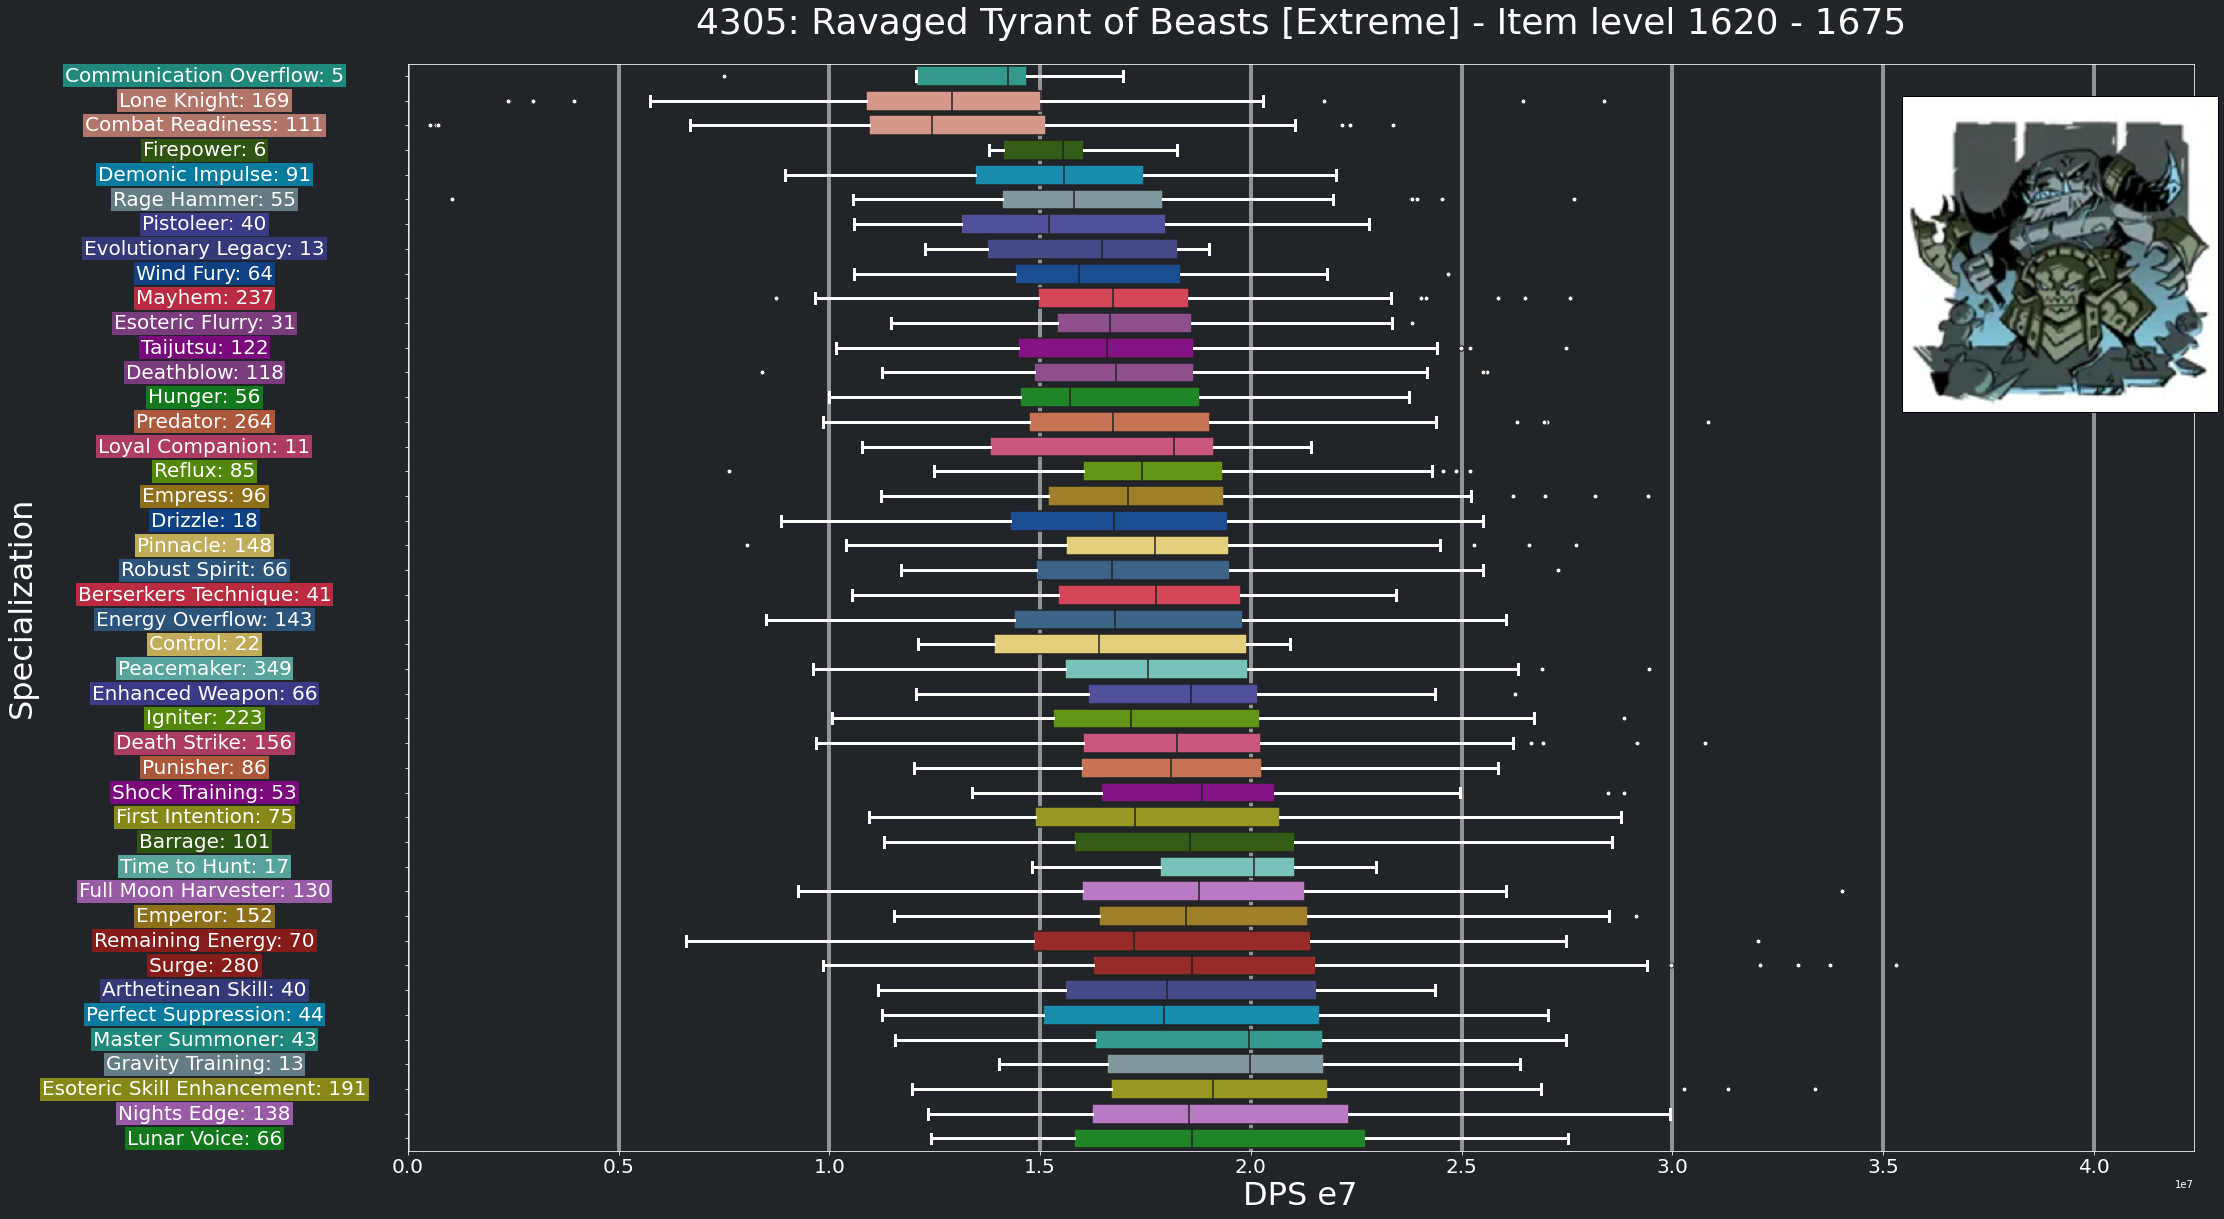 4305: Ravaged Tyrant of Beasts [Extreme] - Item level 1620 - 1675
Specialization
Communication Overflow: 5
Lone Knight: 169
Combat Readiness: 111
Firepower: 6
Demonic Impulse: 91
Rage Hammer: 55
Pistoleer: 40
Evolutionary Legacy: 13
Wind Fury: 64
Mayhem: 237
Esoteric Flurry: 31
Taijutsu: 122
Deathblow: 118
Hunger: 56
Predator: 264
Loyal Companion: 11
Reflux: 85
Empress: 96
Drizzle: 18
Pinnacle: 148
Robust Spirit: 66
Berserkers Technique: 41
Energy Overflow: 143
Control: 22
Peacemaker: 349
Enhanced Weapon: 66
Igniter: 223
Death Strike: 156
Punisher: 86
Shock Training: 53
First Intention: 75
Barrage: 101
Time to Hunt: 17
Full Moon Harvester: 130
Emperor: 152
Remaining Energy: 70
Surge: 280
Arthetinean Skill: 40
Perfect Suppression: 44
Master Summoner: 43
Gravity Training: 13
Esoteric Skill Enhancement: 191
Nights Edge: 138
Lunar Voice: 66
0.0 0.5 1.0 1.5 2.0 2.5 3.0 3.5 4.0
DPS e7
1e7